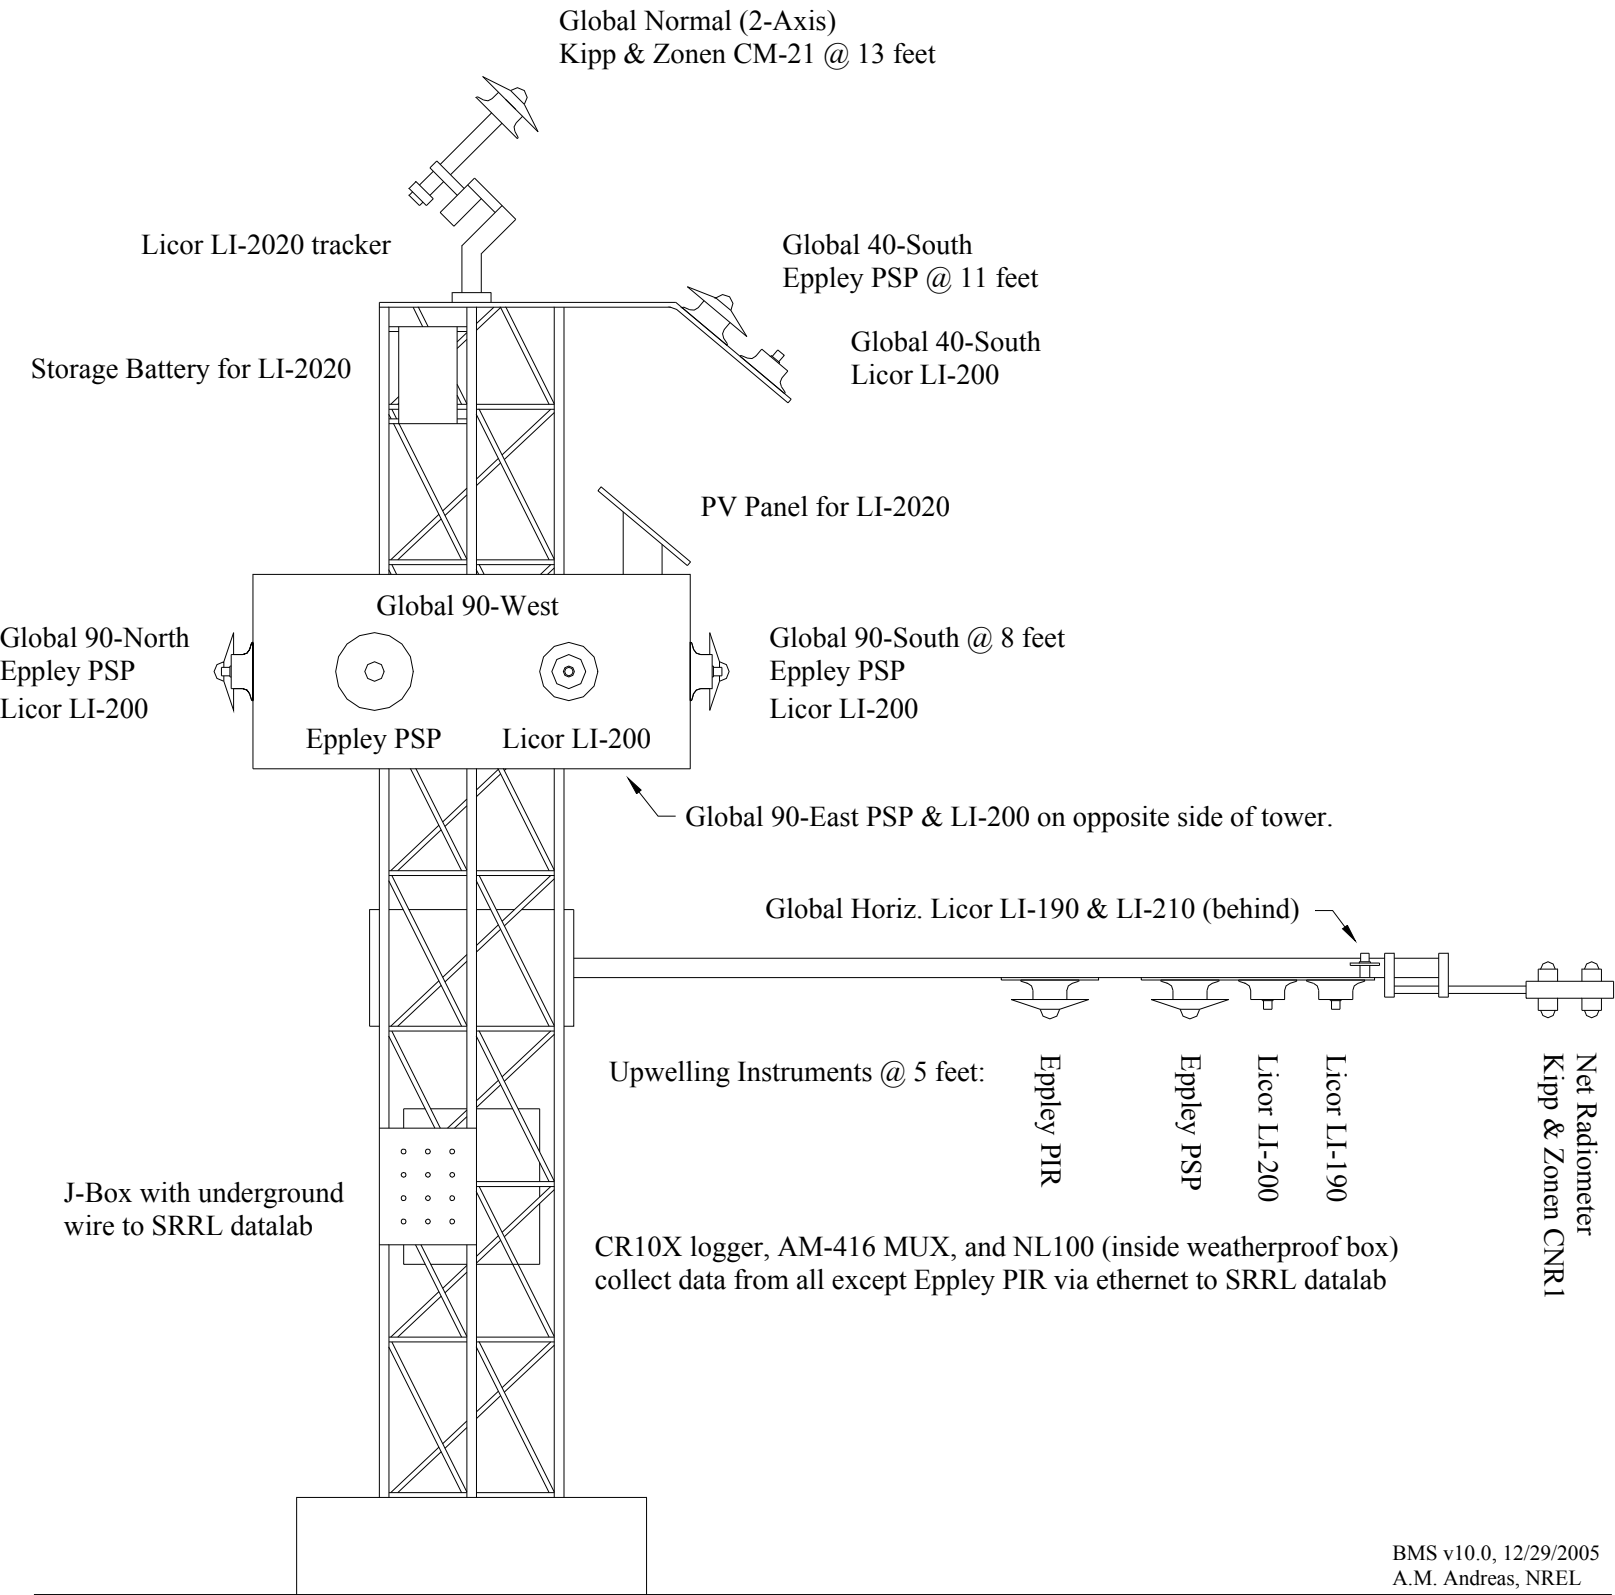 Global Normal (2-Axis)
Kipp & Zonen CM-21 @ 13 feet
Licor LI-2020 tracker
Global 40-South
Eppley PSP @ 11 feet
Global 40-South
Licor LI-200
Storage Battery for LI-2020
PV Panel for LI-2020
Global 90-West
Global 90-North
Eppley PSP
Licor LI-200
Global 90-South @ 8 feet
Eppley PSP
Licor LI-200
Eppley PSP
Licor LI-200
Global 90-East PSP & LI-200 on opposite side of tower.
Global Horiz. Licor LI-190 & LI-210 (behind)
Upwelling Instruments @ 5 feet:
Eppley PIR
Eppley PSP
Licor LI-200
Licor LI-190
Net Radiometer
Kipp & Zonen CNR1
J-Box with underground
wire to SRRL datalab
CR10X logger, AM-416 MUX, and NL100 (inside weatherproof box)
collect data from all except Eppley PIR via ethernet to SRRL datalab
BMS v10.0, 12/29/2005
A.M. Andreas, NREL